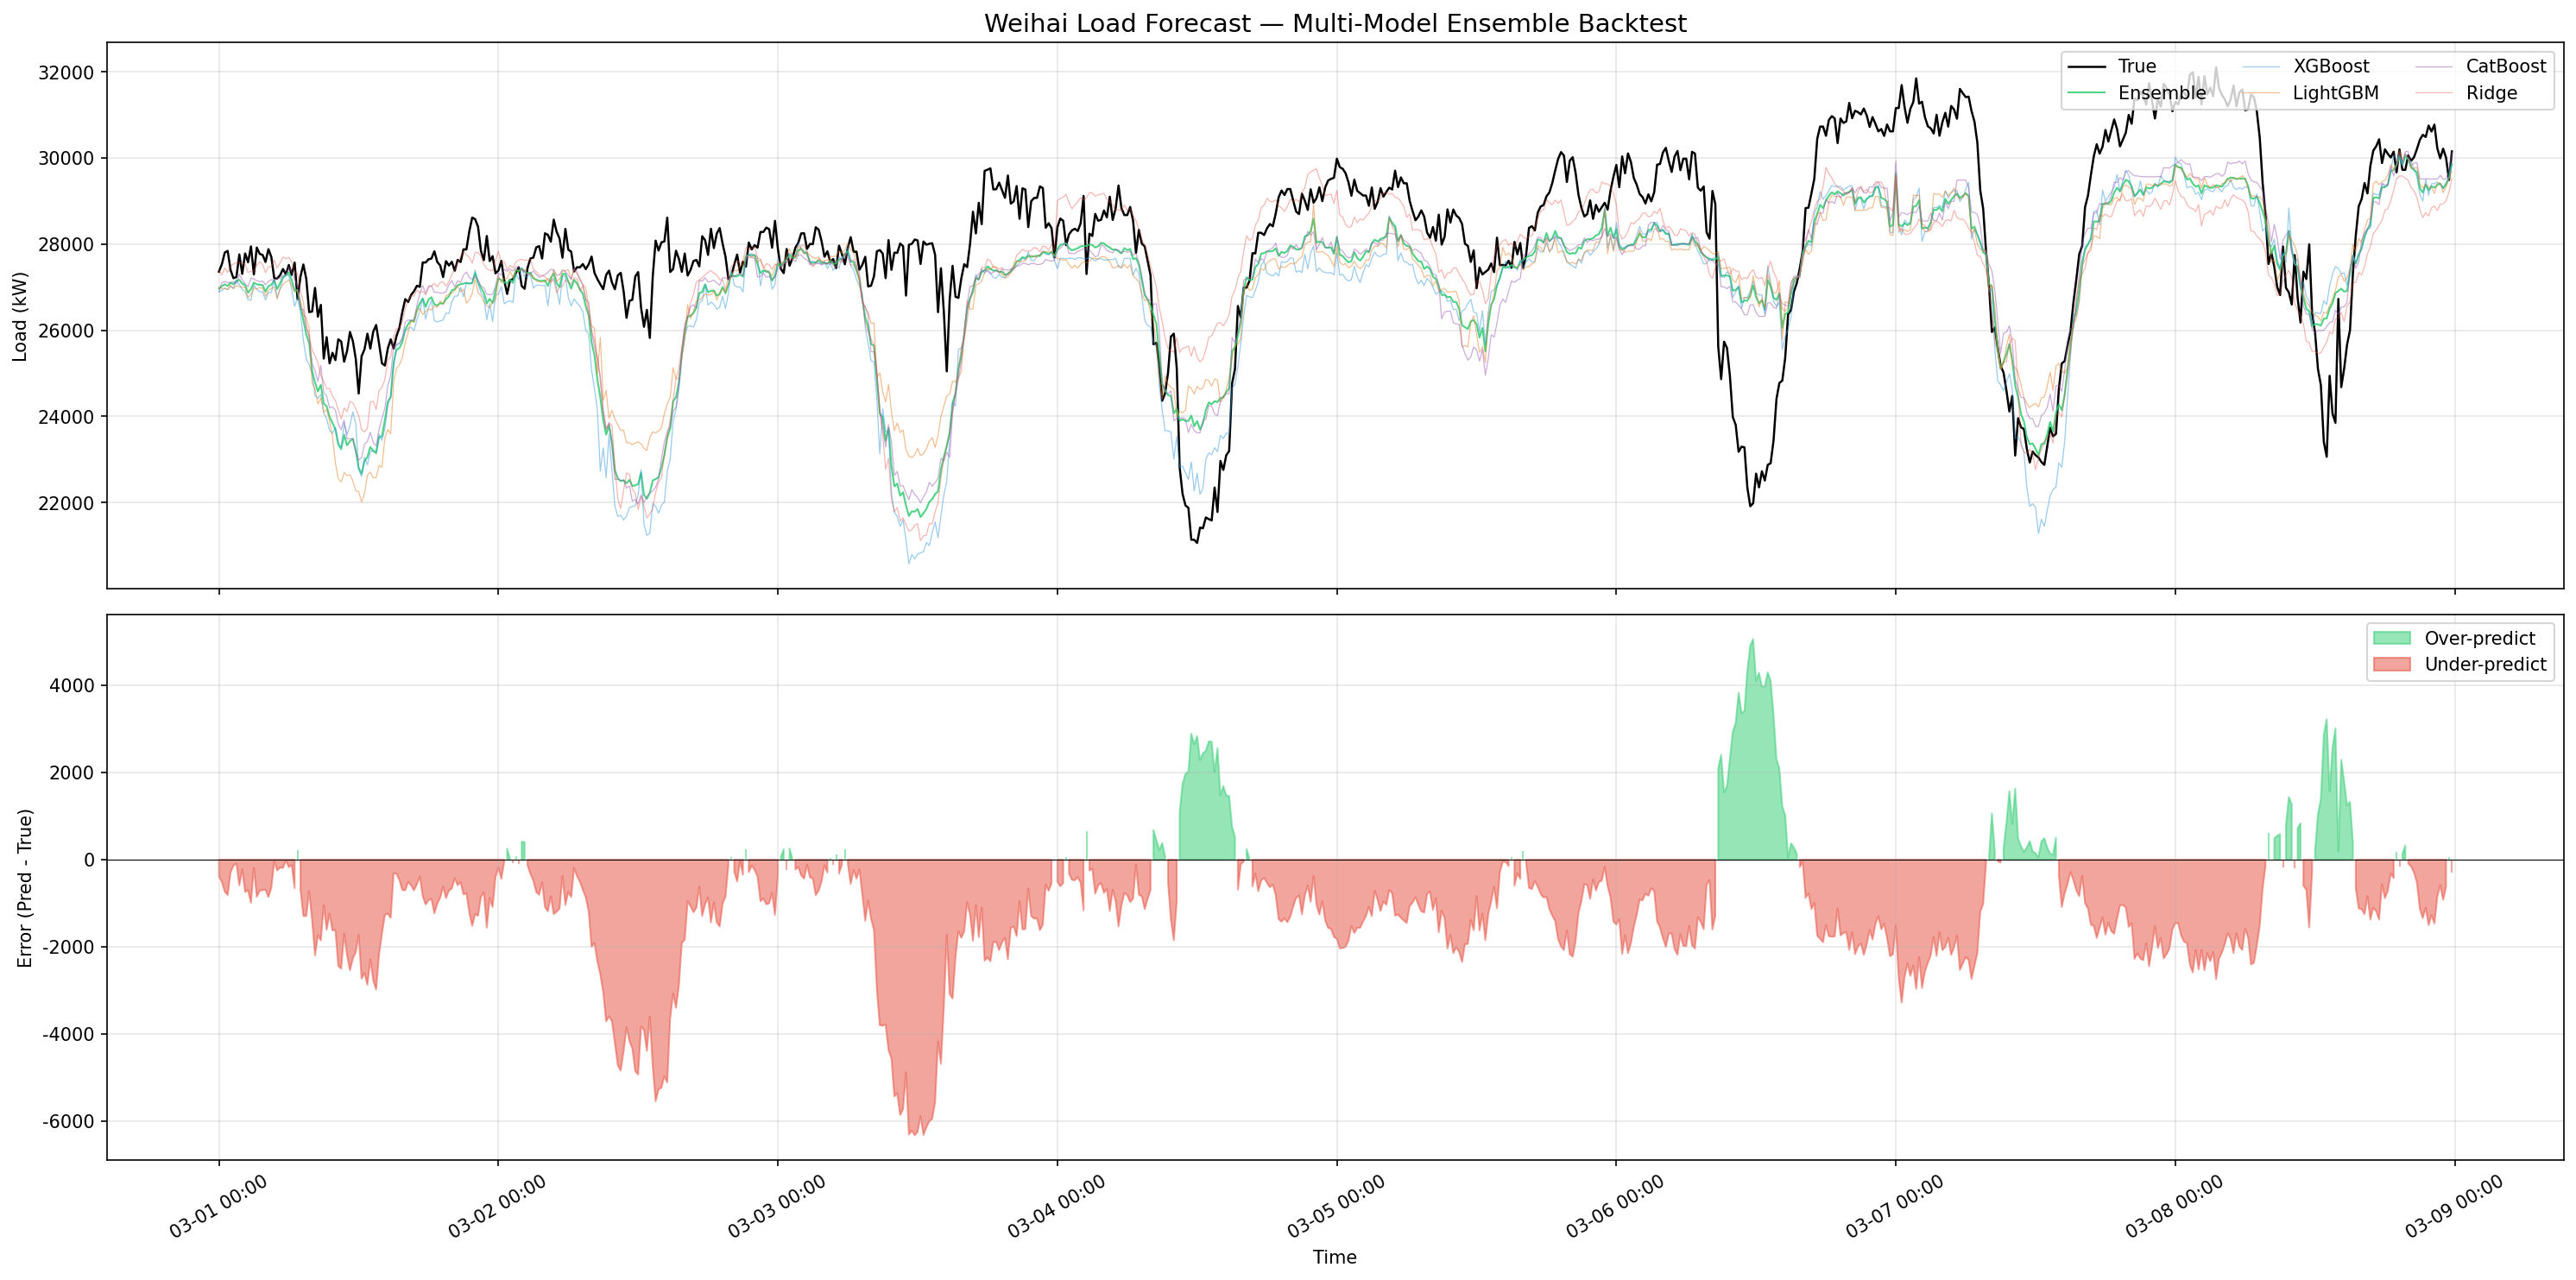 Weihai Load Forecast — Multi-Model Ensemble Backtest
True XGBoost CatBoost
Ensemble LightGBM Ridge
Load (kW)
32000
30000
28000
26000
24000
22000
Over-predict
Under-predict
Error (Pred - True)
4000
2000
0
-2000
-4000
-6000
03-01 00:00
03-02 00:00
03-03 00:00
03-04 00:00
03-05 00:00
03-06 00:00
03-07 00:00
03-08 00:00
03-09 00:00
Time